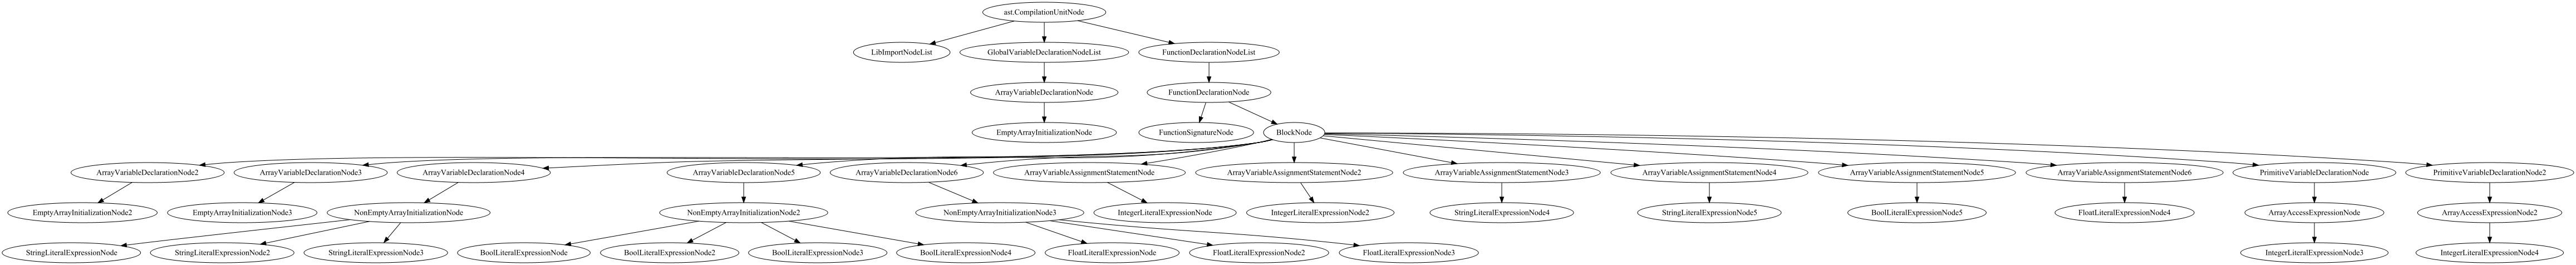 ast.CompilationUnitNode
LibImportNodeList
GlobalVariableDeclarationNodeList
FunctionDeclarationNodeList
ArrayVariableDeclarationNode
FunctionDeclarationNode
EmptyArrayInitializationNode
FunctionSignatureNode
BlockNode
ArrayVariableDeclarationNode2
ArrayVariableDeclarationNode3
ArrayVariableDeclarationNode4
ArrayVariableDeclarationNode5
ArrayVariableDeclarationNode6
ArrayVariableAssignmentStatementNode
ArrayVariableAssignmentStatementNode2
ArrayVariableAssignmentStatementNode3
ArrayVariableAssignmentStatementNode4
ArrayVariableAssignmentStatementNode5
ArrayVariableAssignmentStatementNode6
PrimitiveVariableDeclarationNode
PrimitiveVariableDeclarationNode2
EmptyArrayInitializationNode2
EmptyArrayInitializationNode3
NonEmptyArrayInitializationNode
NonEmptyArrayInitializationNode2
NonEmptyArrayInitializationNode3
IntegerLiteralExpressionNode
IntegerLiteralExpressionNode2
StringLiteralExpressionNode4
StringLiteralExpressionNode5
BoolLiteralExpressionNode5
FloatLiteralExpressionNode4
ArrayAccessExpressionNode
ArrayAccessExpressionNode2
StringLiteralExpressionNode
StringLiteralExpressionNode2
StringLiteralExpressionNode3
BoolLiteralExpressionNode
BoolLiteralExpressionNode2
BoolLiteralExpressionNode3
BoolLiteralExpressionNode4
FloatLiteralExpressionNode
FloatLiteralExpressionNode2
FloatLiteralExpressionNode3
IntegerLiteralExpressionNode3
IntegerLiteralExpressionNode4